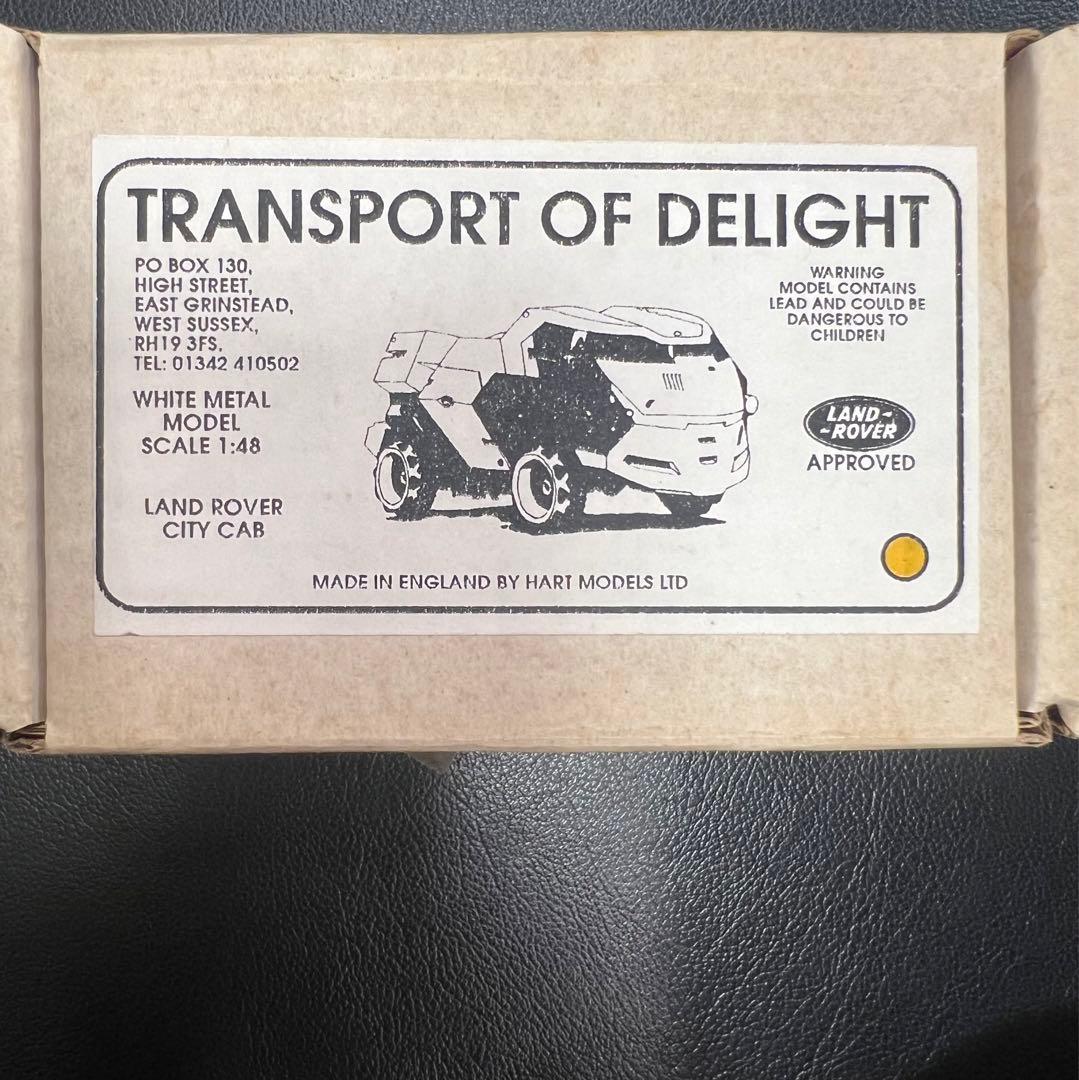 TRANSPORT OF DELIGHT
PO BOX 130,
HIGH STREET,
EAST GRINSTEAD,
WEST SUSSEX,
RH19 3FS.
TEL: 01342 410502
WHITE METAL
MODEL
SCALE 1:48
LAND ROVER
CITY CAB
WARNING
MODEL CONTAINS
LEAD AND COULD BE
DANGEROUS TO
CHILDREN
LAND~
~ROVER
APPROVED
MADE IN ENGLAND BY HART MODELS LTD